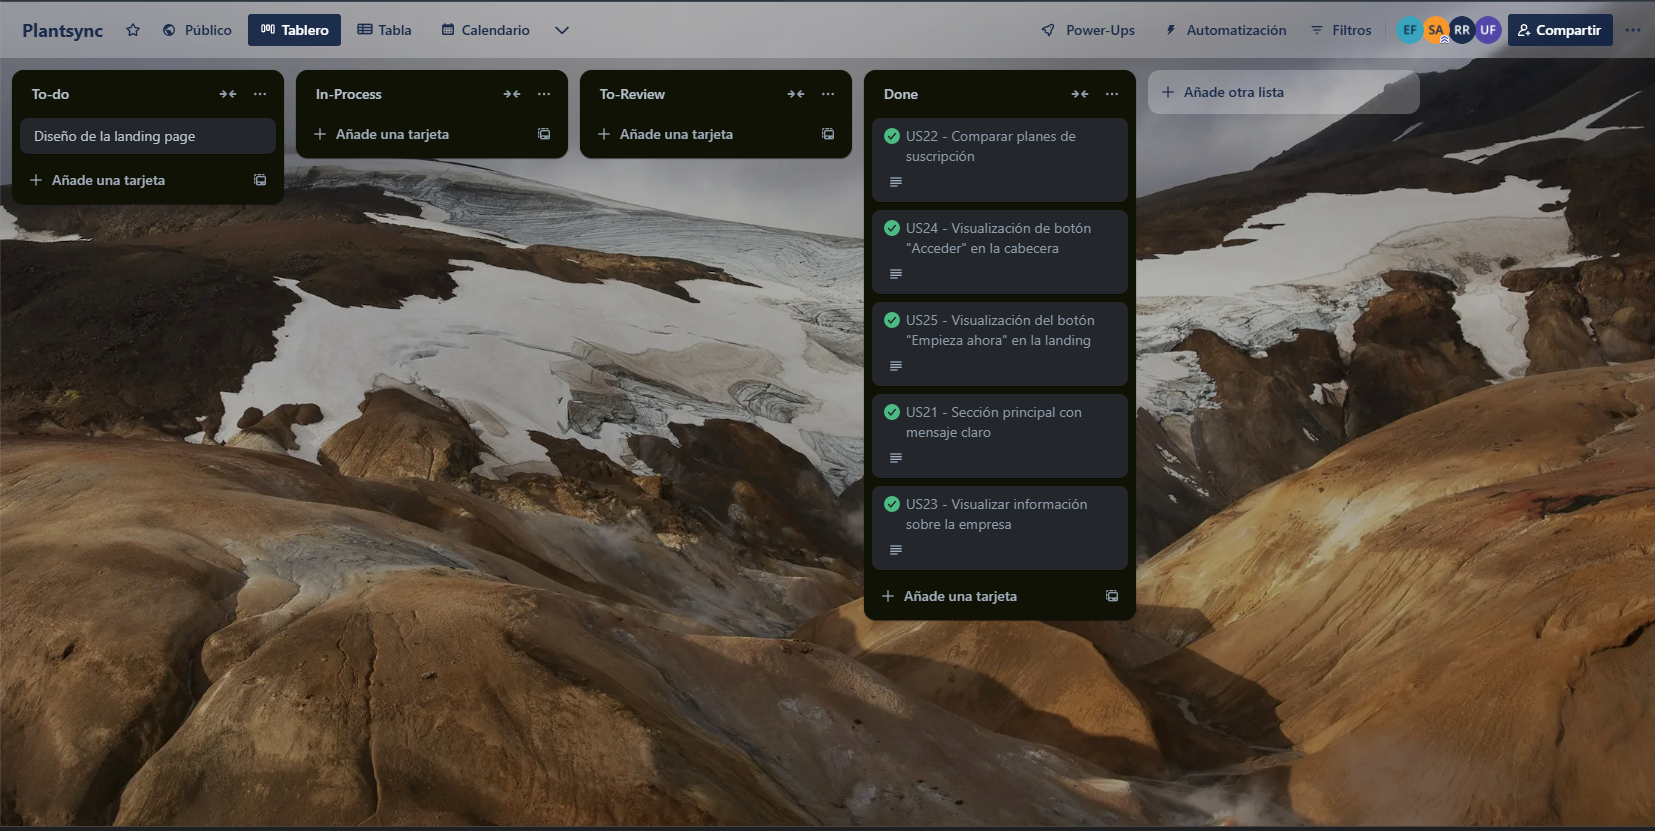 Plantsync
Público
Tablero
Tabla
Calendario
Power-Ups
Automatización
Filtros
EF
SA
RR
UF
Compartir
To-do
Diseño de la landing page
Añade una tarjeta
In-Process
Añade una tarjeta
To-Review
Añade una tarjeta
Done
US22 - Comparar planes de
suscripción
US24 - Visualización de botón
"Acceder" en la cabecera
US25 - Visualización del botón
"Empieza ahora" en la landing
US21 - Sección principal con
mensaje claro
US23 - Visualizar información
sobre la empresa
Añade una tarjeta
Añade otra lista